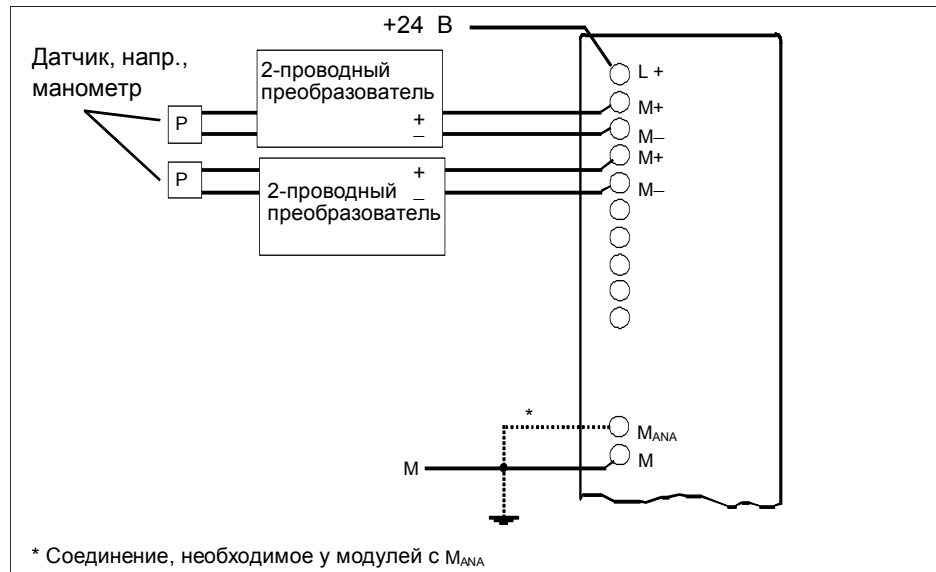 +24 В
Датчик, напр.,
манометр
2-проводный
преобразователь
+
–
P
L +
M+
M–
M+
M–
P
+
–
2-проводный
преобразователь
*
MANA
M
M
* Соединение, необходимое у модулей с MANA